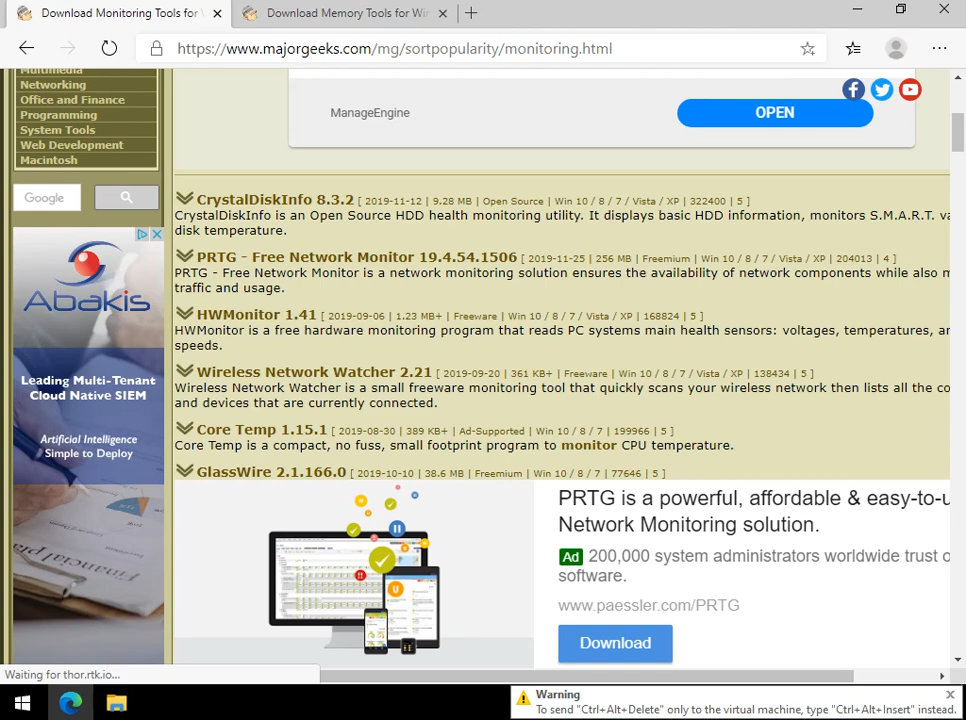 Download Monitoring Tools for
Download Memory Tools for Win
https://www.majorgeeks.com/mg/sortpopularity/monitoring.html
Multimedia
Networking
Office and Finance
Programming
System Tools
Web Development
Macintosh
Google
ManageEngine
OPEN
CrystalDiskInfo 8.3.2 [ 2019-11-12 | 9.28 MB | Open Source | Win 10 / 8 / 7 / Vista / XP | 322400 | 5 ]
CrystalDiskInfo is an Open Source HDD health monitoring utility. It displays basic HDD information, monitors S.M.A.R.T. va
disk temperature.
PRTG - Free Network Monitor 19.4.54.1506 [ 2019-11-25 | 256 MB | Freemium | Win 10 / 8 / 7 / Vista / XP | 204013 | 4 ]
PRTG - Free Network Monitor is a network monitoring solution ensures the availability of network components while also m
traffic and usage.
HWMonitor 1.41 [ 2019-09-06 | 1.23 MB+ | Freeware | Win 10 / 8 / 7 / Vista / XP | 168824 | 5 ]
HWMonitor is a free hardware monitoring program that reads PC systems main health sensors: voltages, temperatures, an
speeds.
Wireless Network Watcher 2.21 [ 2019-09-20 | 361 KB+ | Freeware | Win 10 / 8 / 7 / Vista / XP | 138434 | 5 ]
Wireless Network Watcher is a small freeware monitoring tool that quickly scans your wireless network then lists all the co
and devices that are currently connected.
Core Temp 1.15.1 [ 2019-08-30 | 389 KB+ | Ad-Supported | Win 10 / 8 / 7 / Vista / XP | 199966 | 5 ]
Core Temp is a compact, no fuss, small footprint program to monitor CPU temperature.
GlassWire 2.1.166.0 [ 2019-10-10 | 38.6 MB | Freemium | Win 10 / 8 / 7 | 77646 | 5 ]
Abakis
Leading Multi-Tenant
Cloud Native SIEM
Artificial Intelligence
Simple to Deploy
PRTG is a powerful, affordable & easy-to-u
Network Monitoring solution.
Ad 200,000 system administrators worldwide trust o
software.
www.paessler.com/PRTG
Download
Waiting for thor.rtk.io...
Warning
To send "Ctrl+Alt+Delete" only to the virtual machine, type "Ctrl+Alt+Insert" instead.